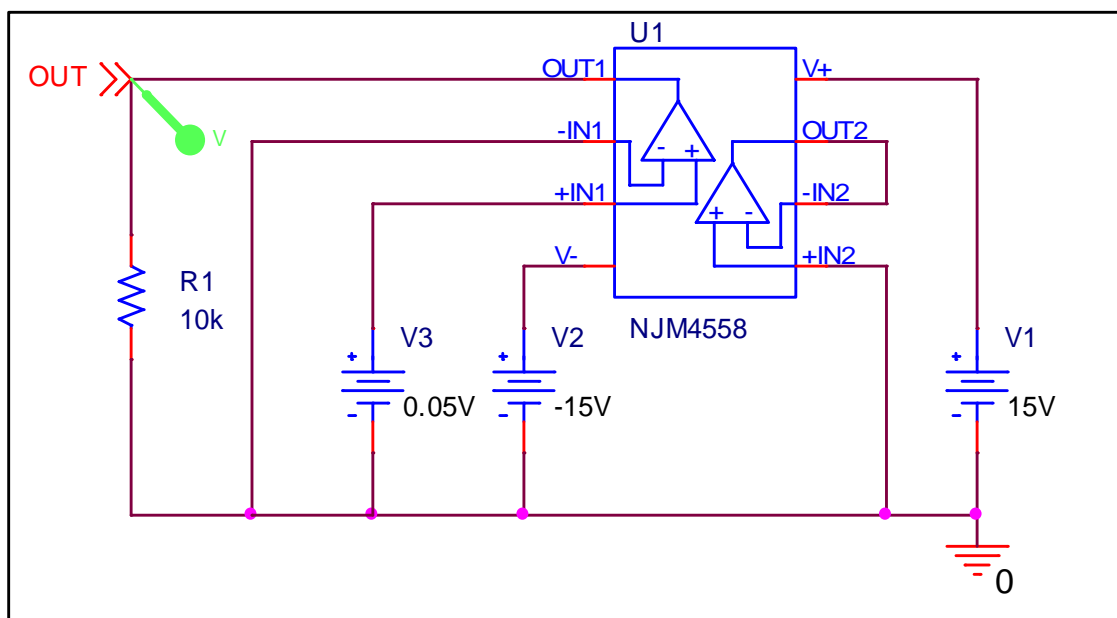 U1
OUT
OUT1
V+
V
-IN1
OUT2
- +
+IN1
-IN2
+ -
V-
+IN2
R1
10k
NJM4558
V3
V2
V1
+
+
+
-
-
-
0.05V
-15V
15V
0